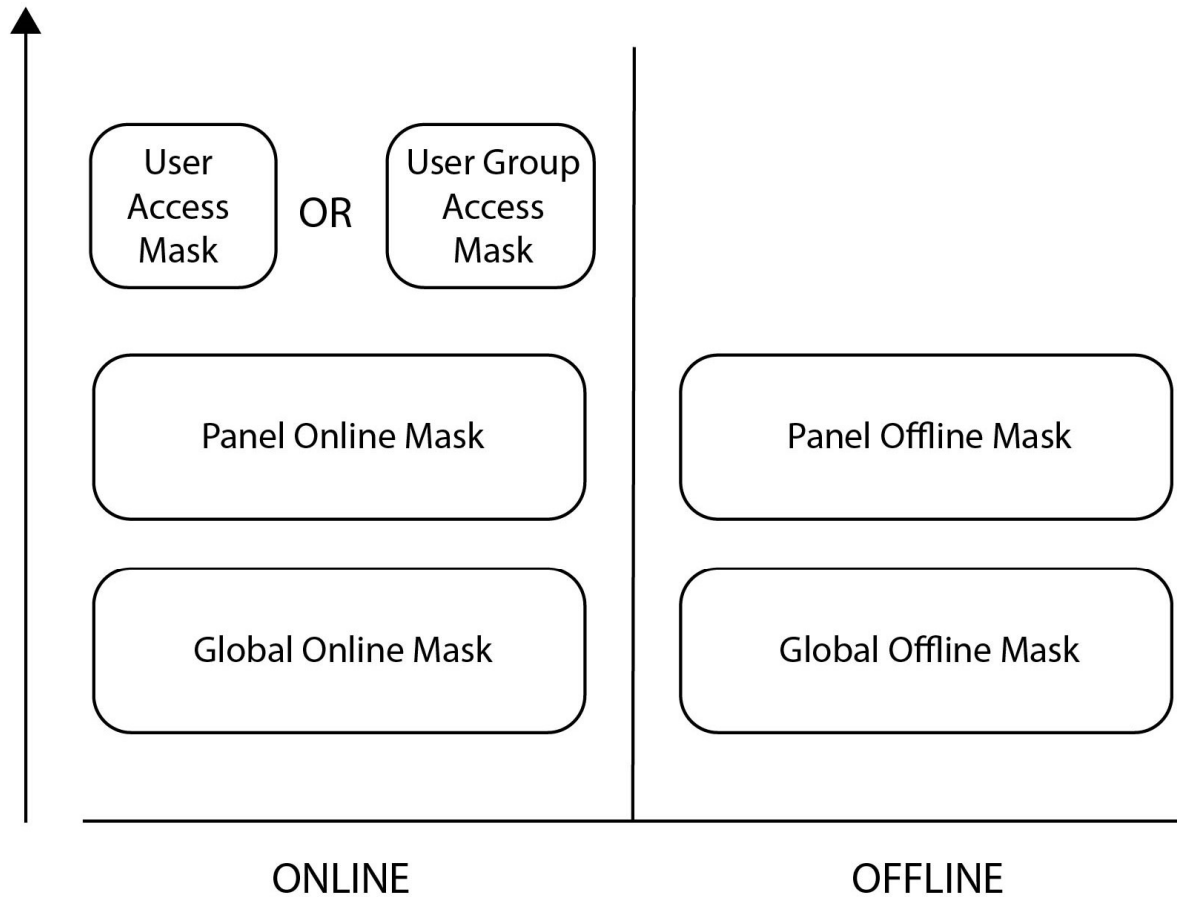 User
Access
Mask
OR
User Group
Access
Mask
Panel Online Mask
Panel Offline Mask
Global Online Mask
Global Offline Mask
ONLINE
OFFLINE